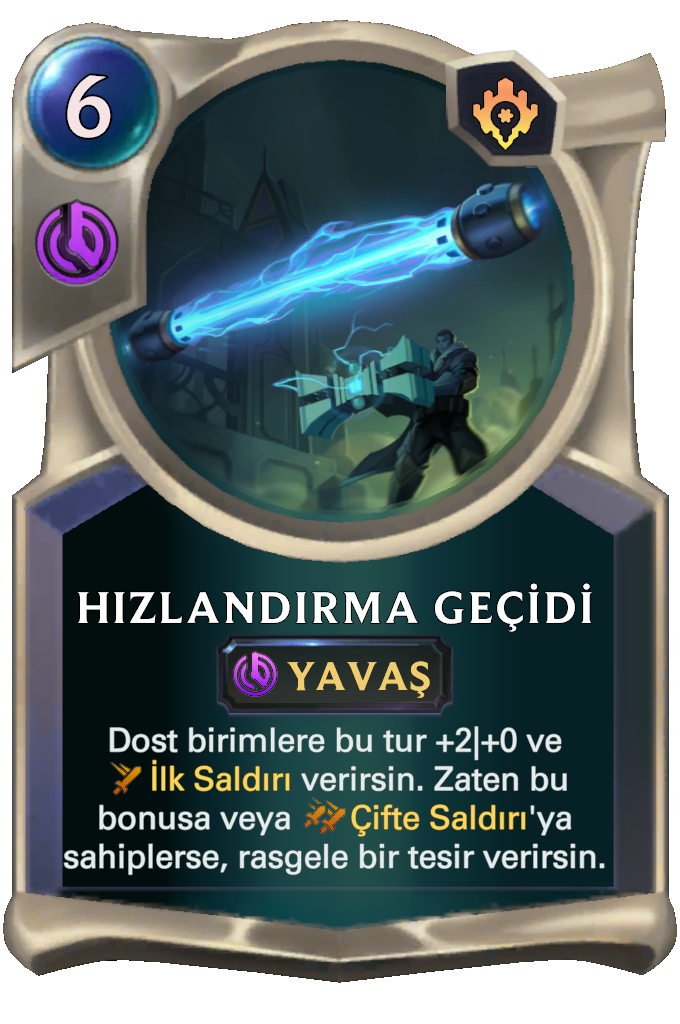 6
HIZLANDIRMA GEÇİDİ
YAVAŞ
Dost birimlere bu tur +2|+0 ve
İlk Saldırı verirsin. Zaten bu
bonusa veya Çifte Saldırı'ya
sahiplerse, rasgele bir tesir verirsin.